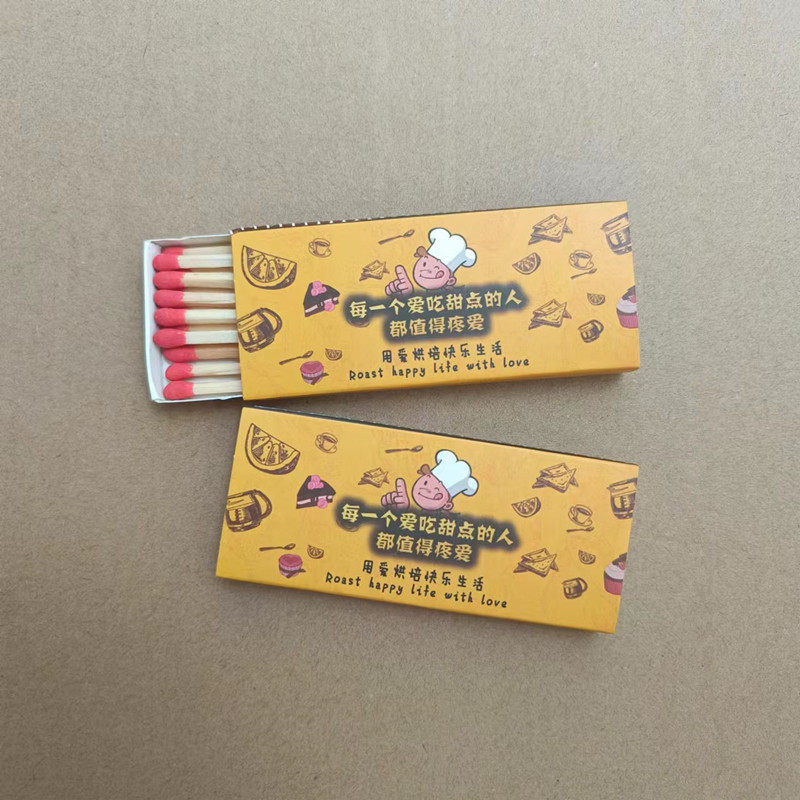 每一个爱吃甜点的人
都值得疼爱
用爱烘焙快乐生活
Roast happy life with love
每一个爱吃甜点的人
都值得疼爱
用爱烘焙快乐生活
Roast happy life with love